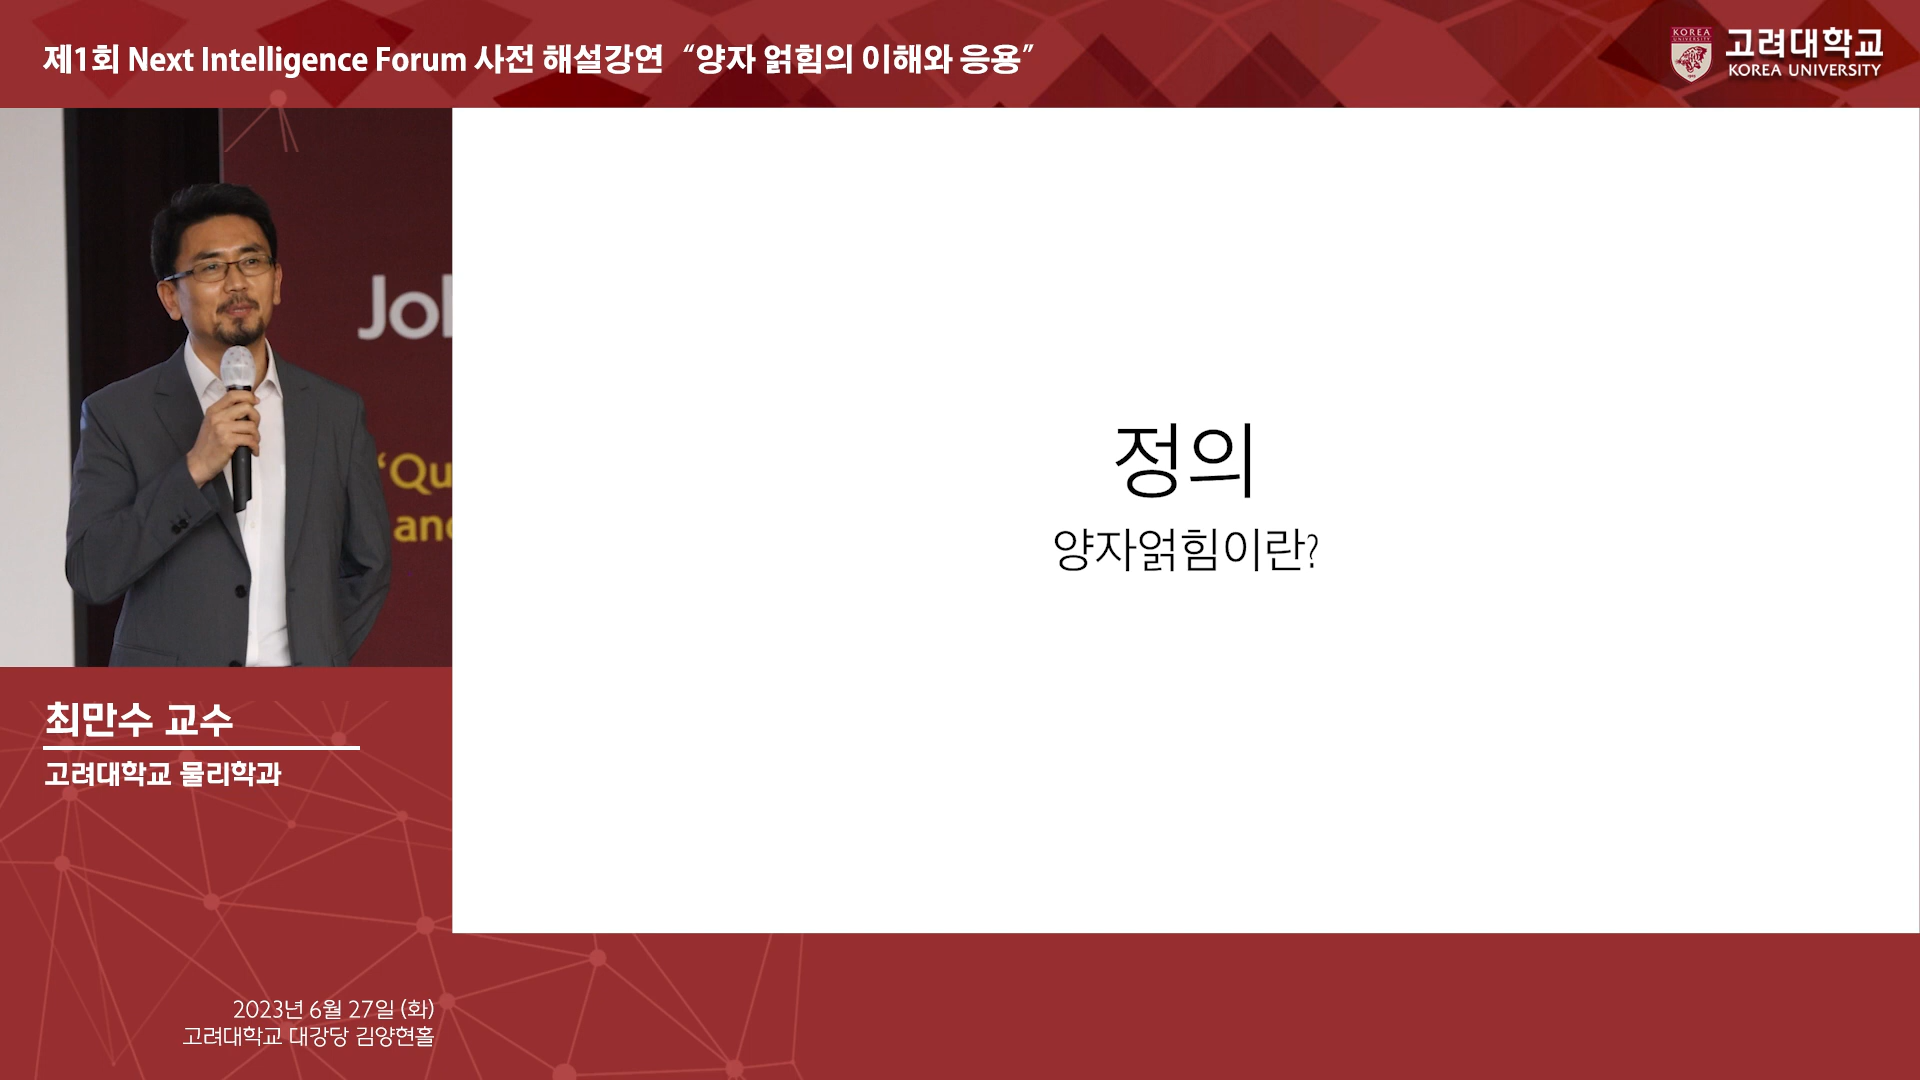 제1회 Next Intelligence Forum 사전 해설강연 “양자 얽힘의 이해와 응용”
KOREA
UNIVERSITY
고려대학교
KOREA UNIVERSITY
Jol
‘Qu
and
정의
양자얽힘이란?
최만수 교수
고려대학교 물리학과
2023년 6월 27일 (화)
고려대학교 대강당 김양현홀